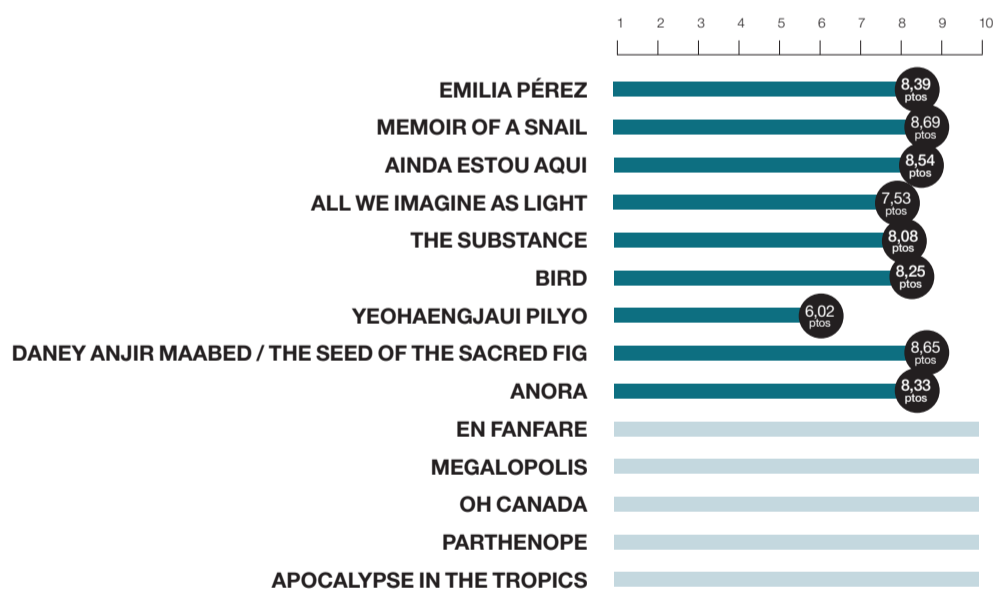 1 2 3 4 5 6 7 8 9 10
EMILIA PÉREZ 8,39 ptos
MEMOIR OF A SNAIL 8,69 ptos
AINDA ESTOU AQUI 8,54 ptos
ALL WE IMAGINE AS LIGHT 7,53 ptos
THE SUBSTANCE 8,08 ptos
BIRD 8,25 ptos
YEOHAENGJAUI PILYO 6,02 ptos
DANEY ANJIR MAABED / THE SEED OF THE SACRED FIG 8,65 ptos
ANORA 8,33 ptos
EN FANFARE
MEGALOPOLIS
OH CANADA
PARTHENOPE
APOCALYPSE IN THE TROPICS